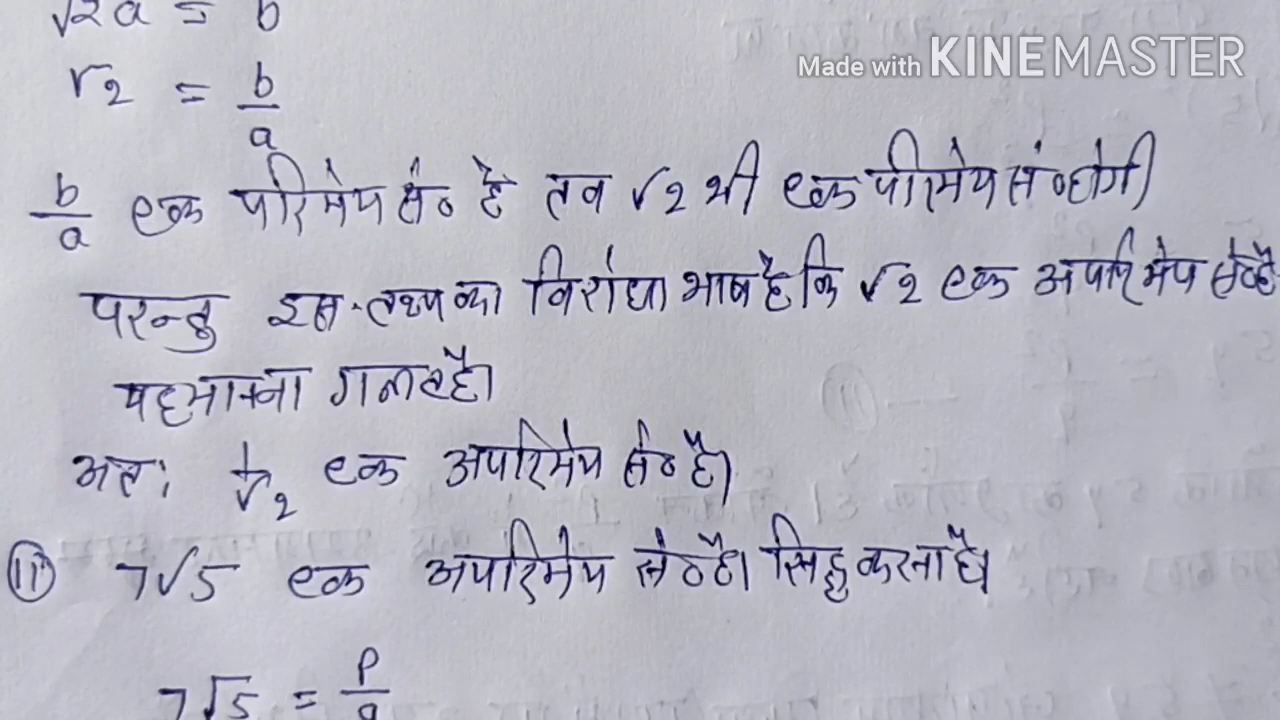 √2a = b
Made with KINEMASTER
√2 = b/a
b/a एक परिमेय सं० है तब √2 भी एक परिमेय सं० होगी
परन्तु इस तथ्य का विरोधाभाष है कि √2 एक अपरिमेय सं० है
यह मानना गलत है।
अतः 1/√2 एक अपरिमेय सं० है।
(ii) 7√5 एक अपरिमेय सं० है। सिद्ध करना है।
7√5 = p/q